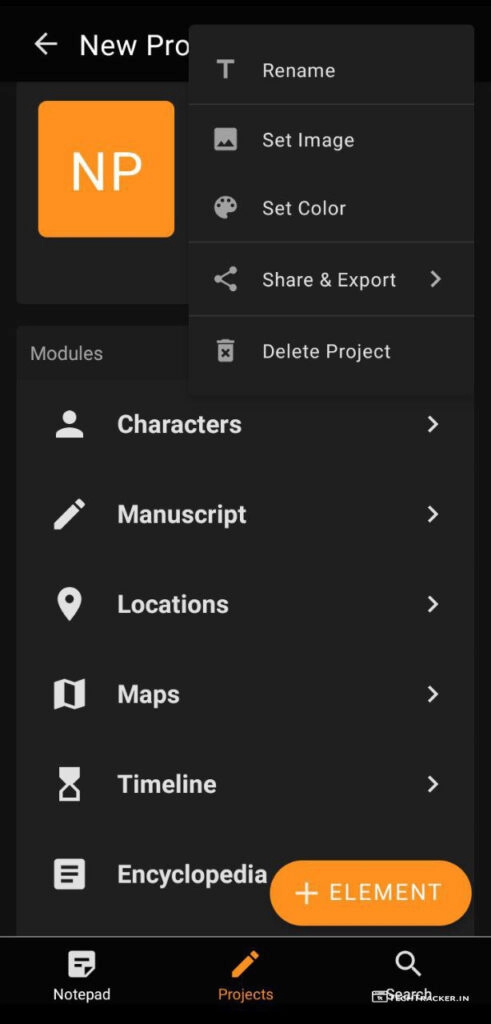 New Pro
Rename
NP
Set Image
Set Color
Share & Export
Delete Project
Modules
Characters
Manuscript
Locations
Maps
Timeline
Encyclopedia
+ ELEMENT
Notepad
Projects
Search
TECHTRACKER.IN